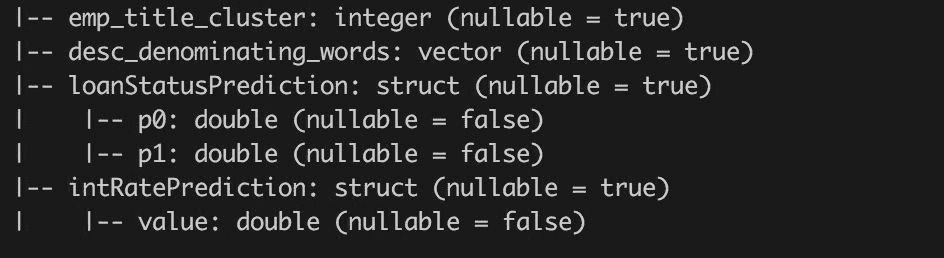 |-- emp_title_cluster: integer (nullable = true)
|-- desc_denominating_words: vector (nullable = true)
|-- loanStatusPrediction: struct (nullable = true)
|    |-- p0: double (nullable = false)
|    |-- p1: double (nullable = false)
|-- intRatePrediction: struct (nullable = true)
|    |-- value: double (nullable = false)